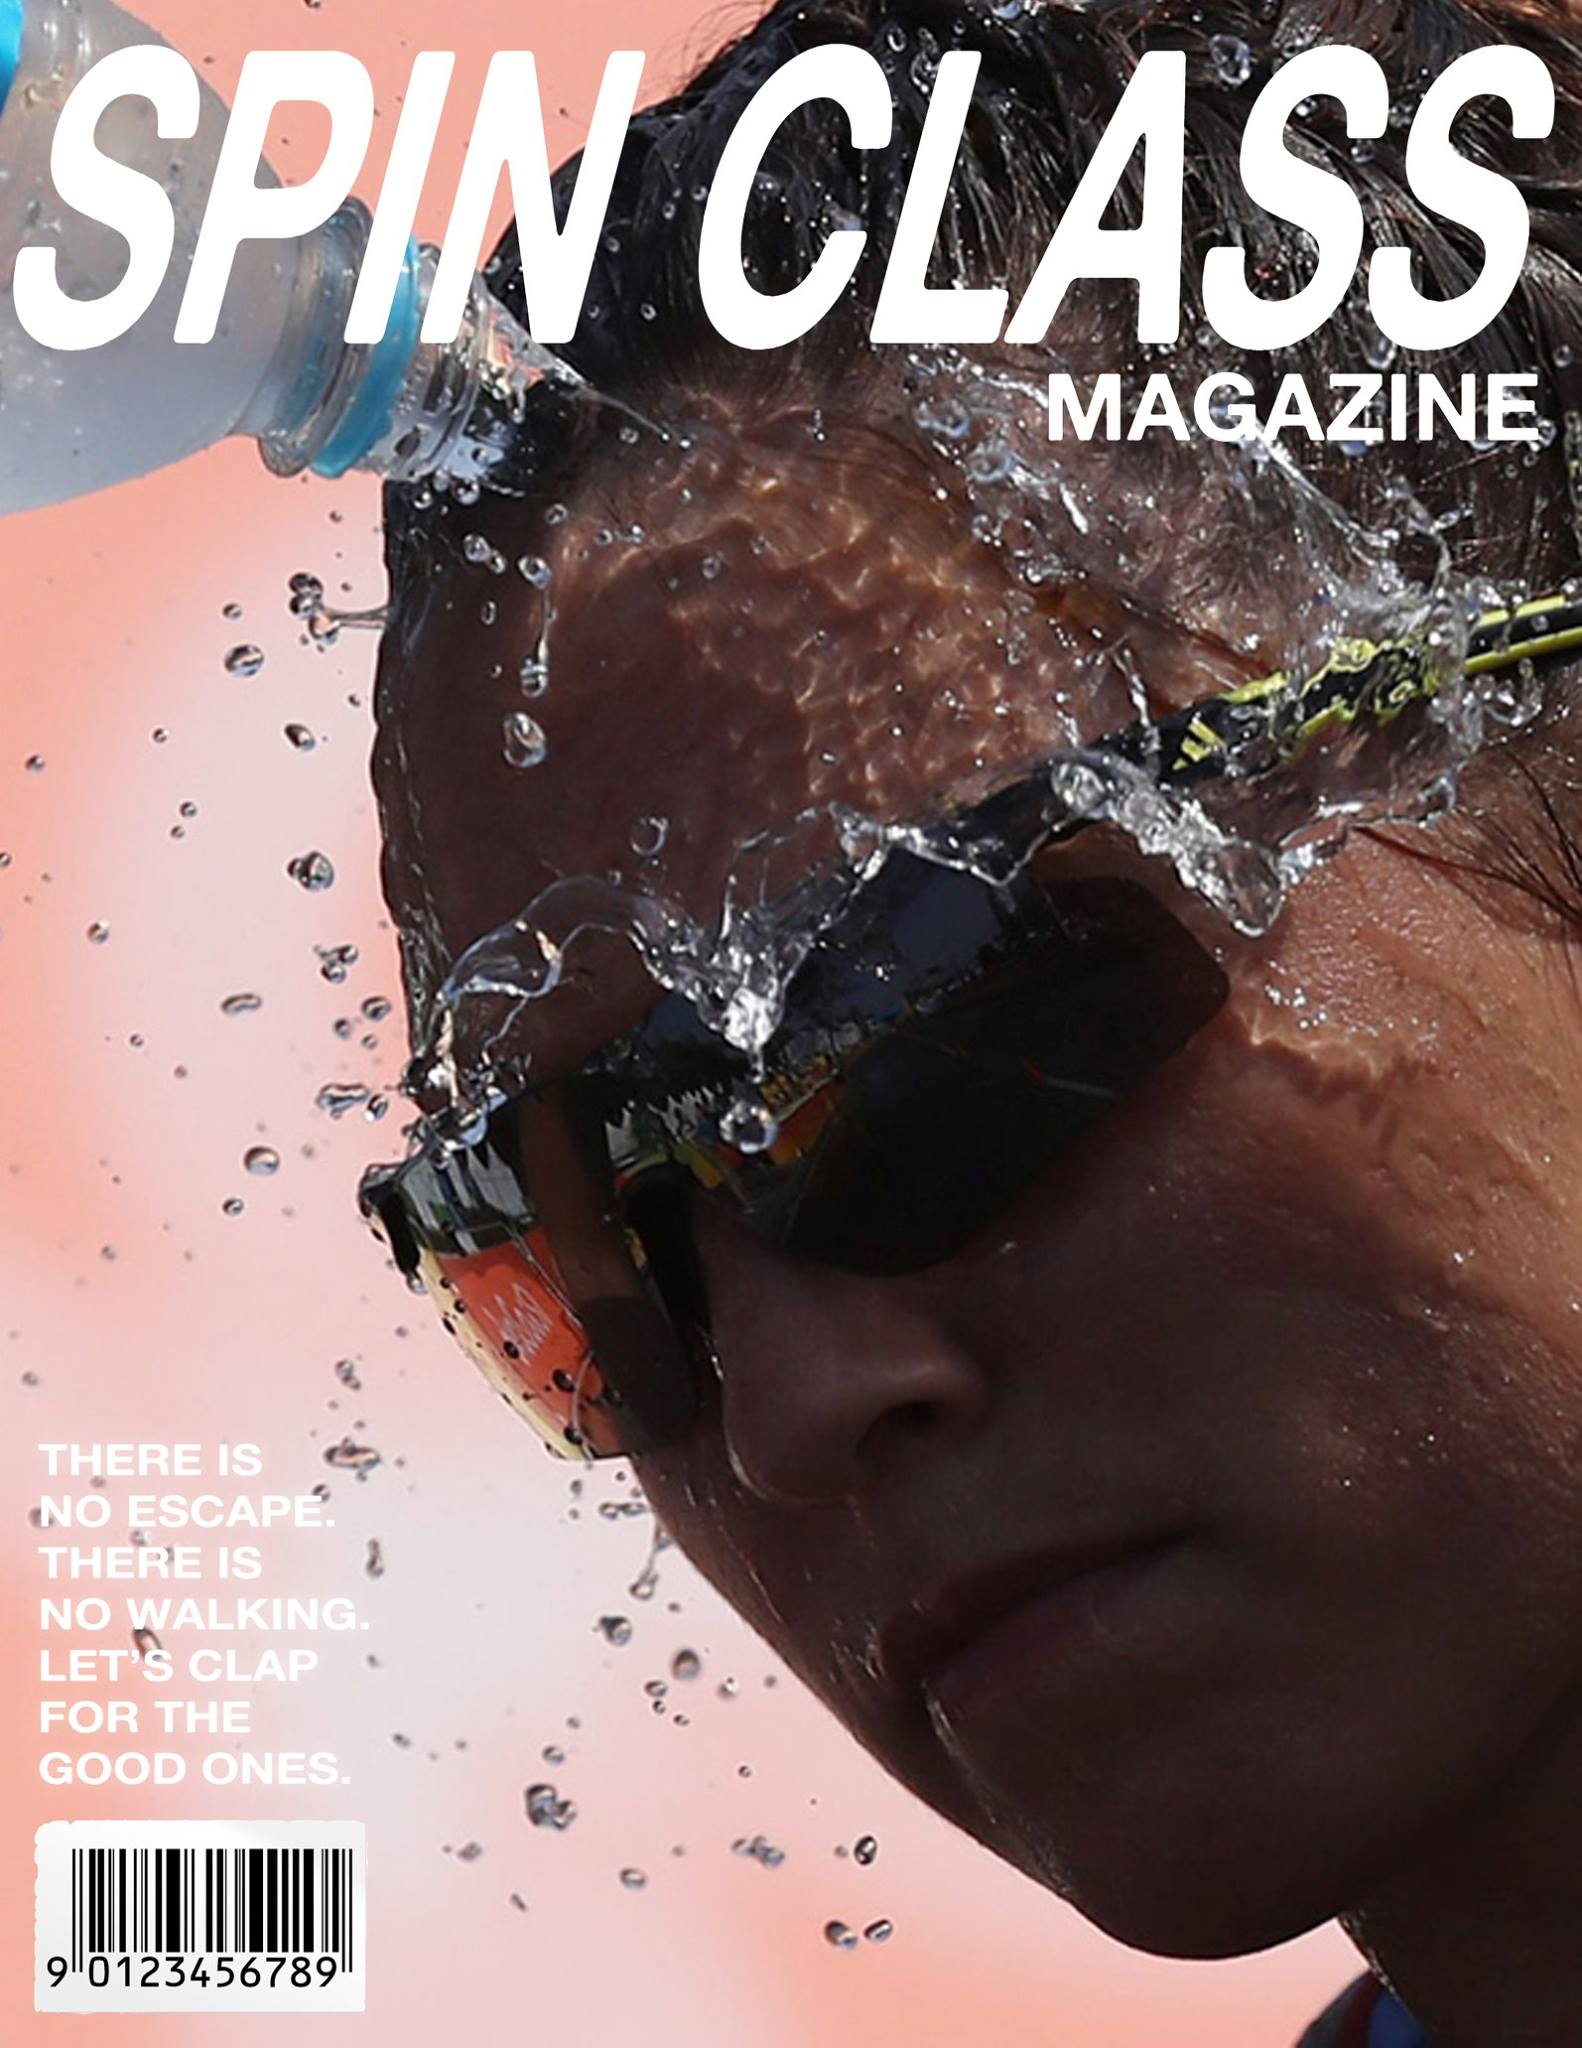 SPIN CLASS
MAGAZINE
THERE IS
NO ESCAPE.
THERE IS
NO WALKING.
LET'S CLAP
FOR THE
GOOD ONES.
9 0123456789